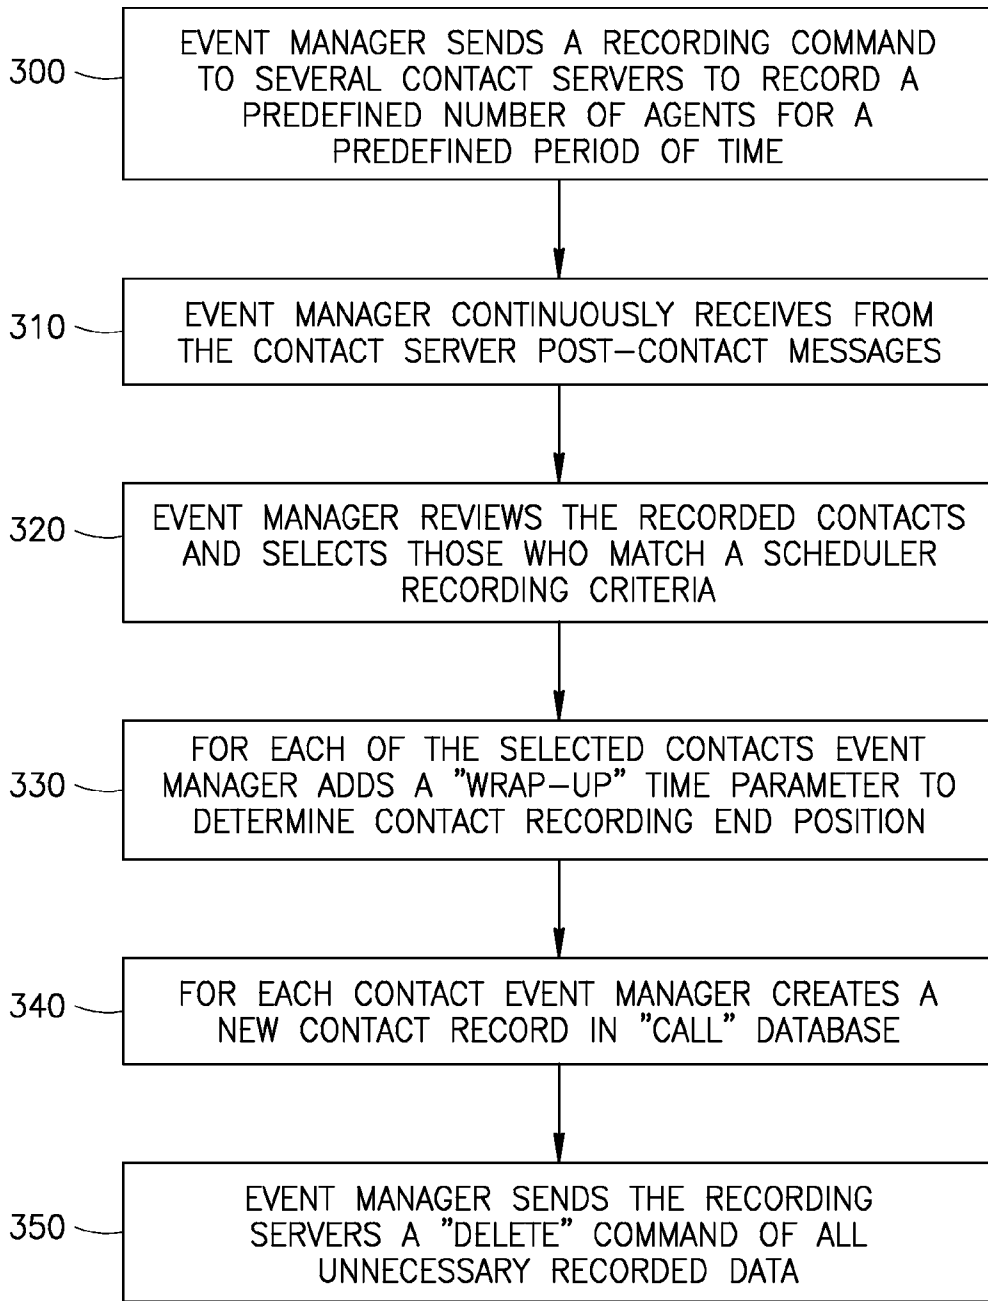 300
EVENT MANAGER SENDS A RECORDING COMMAND
TO SEVERAL CONTACT SERVERS TO RECORD A
PREDEFINED NUMBER OF AGENTS FOR A
PREDEFINED PERIOD OF TIME
310
EVENT MANAGER CONTINUOUSLY RECEIVES FROM
THE CONTACT SERVER POST-CONTACT MESSAGES
320
EVENT MANAGER REVIEWS THE RECORDED CONTACTS
AND SELECTS THOSE WHO MATCH A SCHEDULER
RECORDING CRITERIA
330
FOR EACH OF THE SELECTED CONTACTS EVENT
MANAGER ADDS A "WRAP-UP" TIME PARAMETER TO
DETERMINE CONTACT RECORDING END POSITION
340
FOR EACH CONTACT EVENT MANAGER CREATES A
NEW CONTACT RECORD IN "CALL" DATABASE
350
EVENT MANAGER SENDS THE RECORDING
SERVERS A "DELETE" COMMAND OF ALL
UNNECESSARY RECORDED DATA